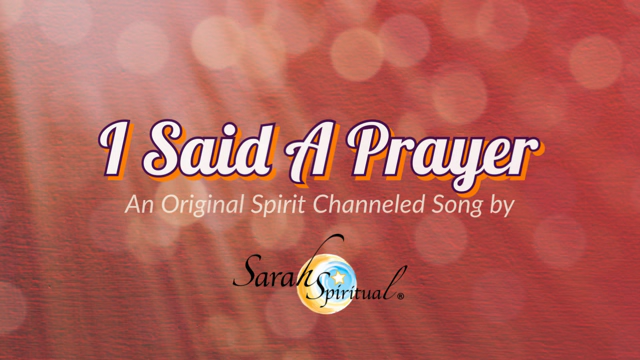 I Said A Prayer
An Original Spirit Channeled Song by
Sarah Spiritual®